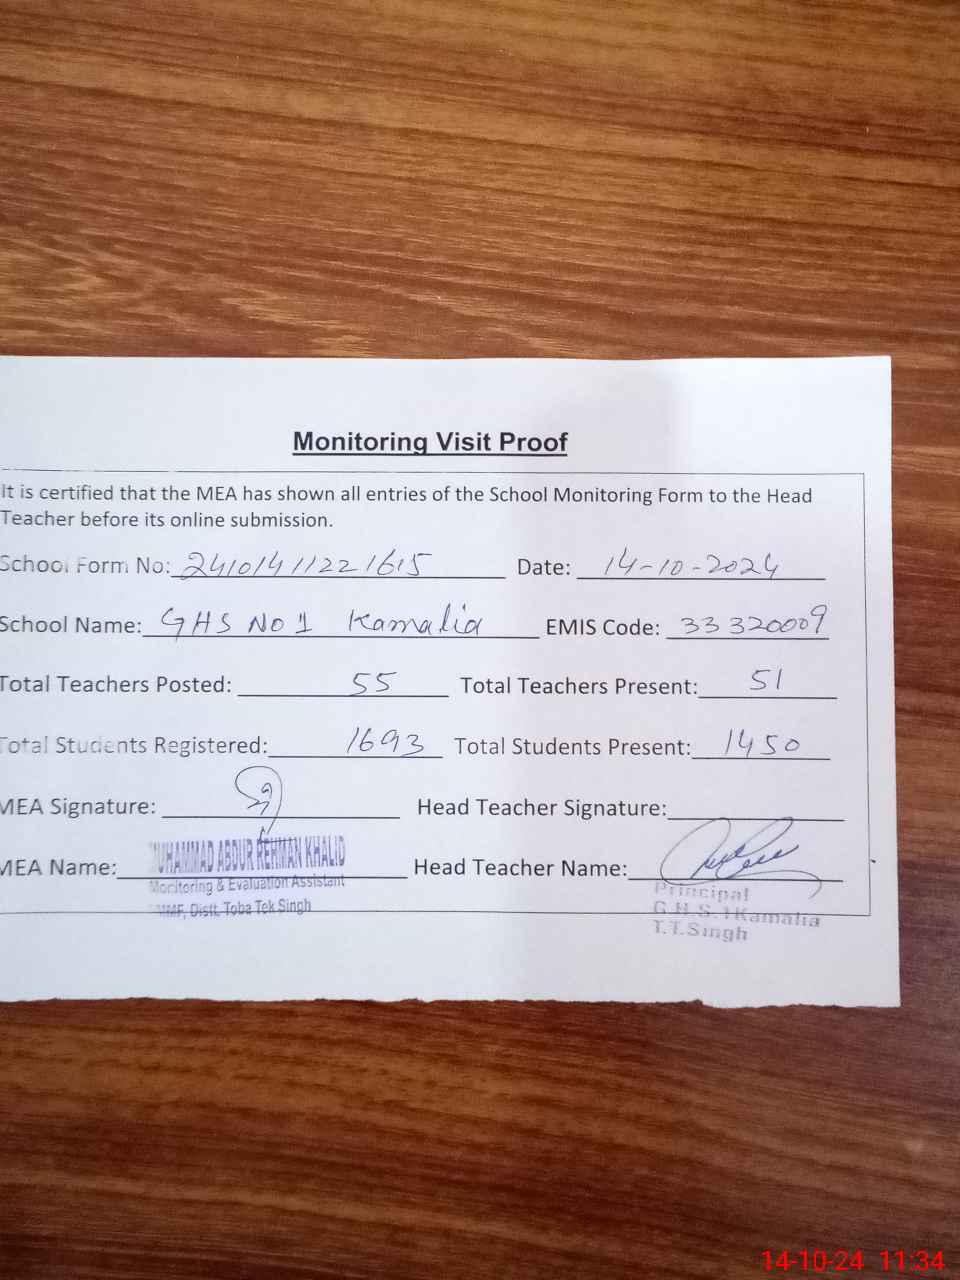 Monitoring Visit Proof
It is certified that the MEA has shown all entries of the School Monitoring Form to the Head
Teacher before its online submission.
School Form No: 24101411221615 Date: 14-10-2024
School Name: GHS No 1 Kamalia EMIS Code: 33320009
Total Teachers Posted: 55 Total Teachers Present: 51
Total Students Registered: 1693 Total Students Present: 1450
MEA Signature: Head Teacher Signature:
MEA Name: MUHAMMAD ABDUR REHMAN KHALID Head Teacher Name:
Monitoring & Evaluation Assistant
Distt. Toba Tek Singh
Principal
G.H.S.1 Kamalia
T.T.Singh
14-10-24 11:34